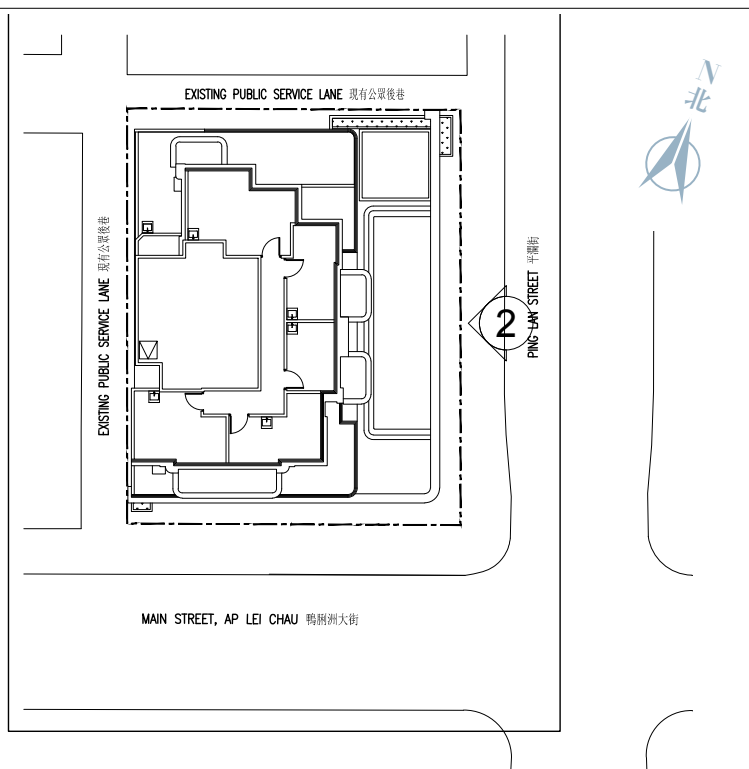 N
北
EXISTING PUBLIC SERVICE LANE 現有公眾後巷
EXISTING PUBLIC SERVICE LANE 現有公眾後巷
PING LAN STREET 平瀾街
2
MAIN STREET, AP LEI CHAU 鴨脷洲大街